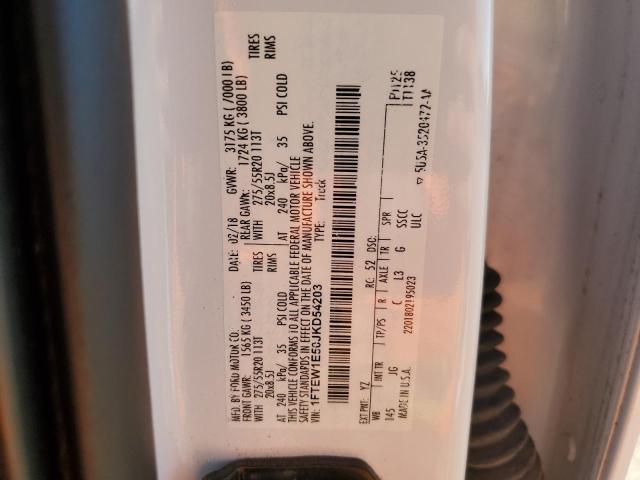 MFD. BY FORD MOTOR CO.
DATE: 02/18 GVWR: 3175 KG ( 7000 LB)
FRONT GAWR: 1565 KG ( 3450 LB) REAR GAWR: 1724 KG ( 3800 LB)
WITH 275/55R20 113T TIRES WITH 275/55R20 113T TIRES
20x8.5J RIMS 20x8.5J RIMS
AT 240 kPa/ 35 PSI COLD AT 240 kPa/ 35 PSI COLD
THIS VEHICLE CONFORMS TO ALL APPLICABLE FEDERAL MOTOR VEHICLE
SAFETY STANDARDS IN EFFECT ON THE DATE OF MANUFACTURE SHOWN ABOVE.
VIN: TYPE: Truck
EXT PNT: YZ RC: 52 DSO:
WB INT TR TP/PS R AXLE TR SPR
145 JG C L3 G SSCC
MADE IN U.S.A. ULC
2201802195023